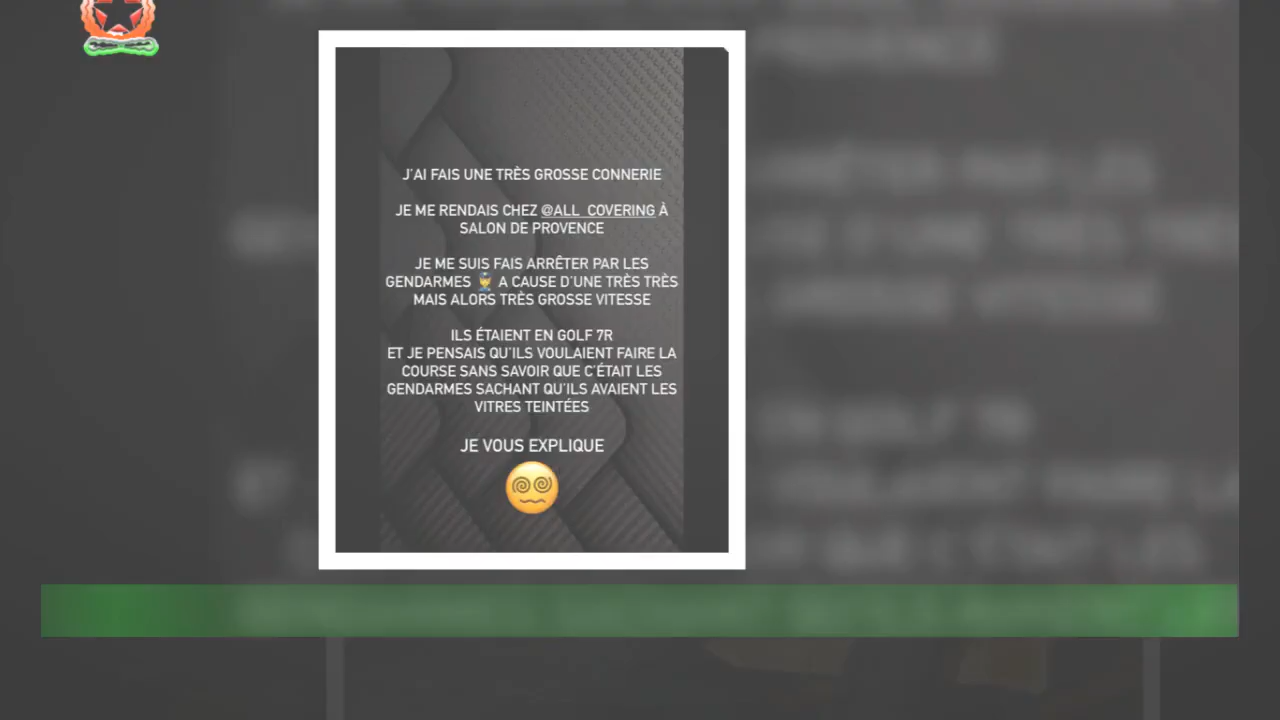 J'AI FAIS UNE TRÈS GROSSE CONNERIE
JE ME RENDAIS CHEZ @ALL_COVERING À
SALON DE PROVENCE
JE ME SUIS FAIS ARRÊTER PAR LES
GENDARMES 👮 A CAUSE D'UNE TRÈS TRÈS
MAIS ALORS TRÈS GROSSE VITESSE
ILS ÉTAIENT EN GOLF 7R
ET JE PENSAIS QU'ILS VOULAIENT FAIRE LA
COURSE SANS SAVOIR QUE C'ÉTAIT LES
GENDARMES SACHANT QU'ILS AVAIENT LES
VITRES TEINTÉES
JE VOUS EXPLIQUE
😵‍💫